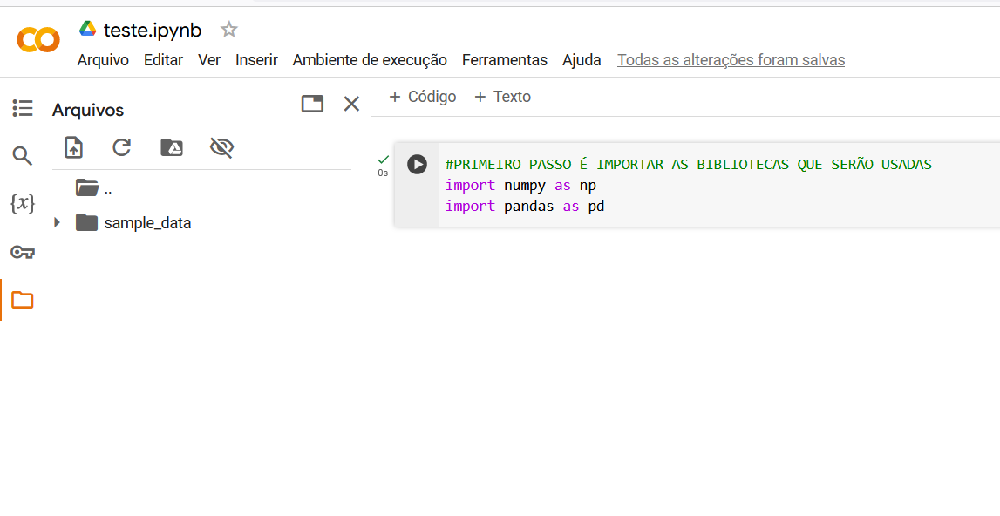 teste.ipynb
Arquivo Editar Ver Inserir Ambiente de execução Ferramentas Ajuda Todas as alterações foram salvas
Arquivos
+ Código + Texto
..
sample_data
{x}
0s
#PRIMEIRO PASSO É IMPORTAR AS BIBLIOTECAS QUE SERÃO USADAS
import numpy as np
import pandas as pd